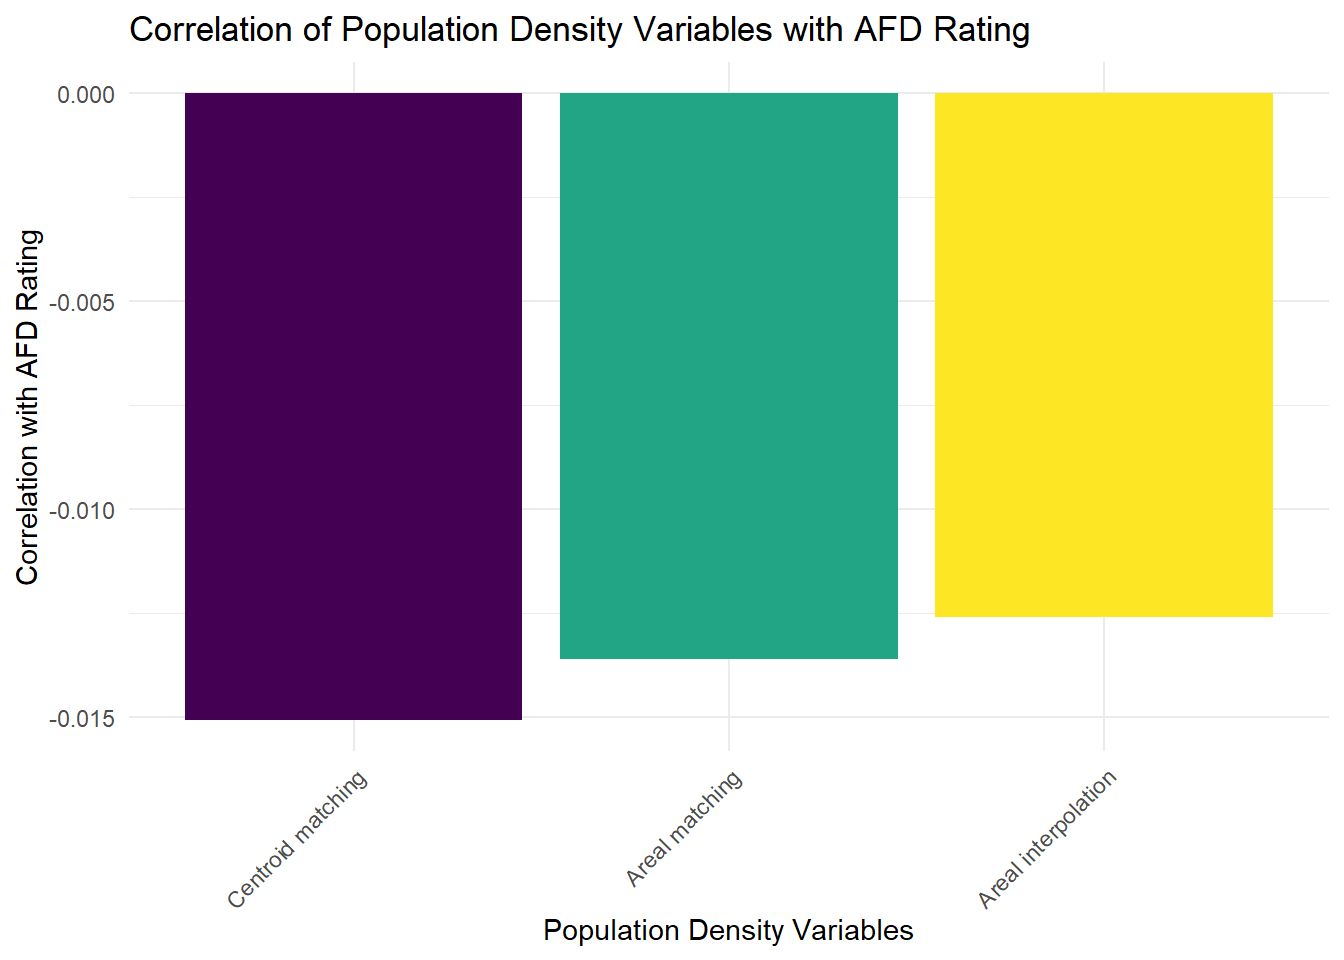 Correlation of Population Density Variables with AFD Rating
Correlation with AFD Rating
0.000
-0.005
-0.010
-0.015
Centroid matching
Areal matching
Areal interpolation
Population Density Variables